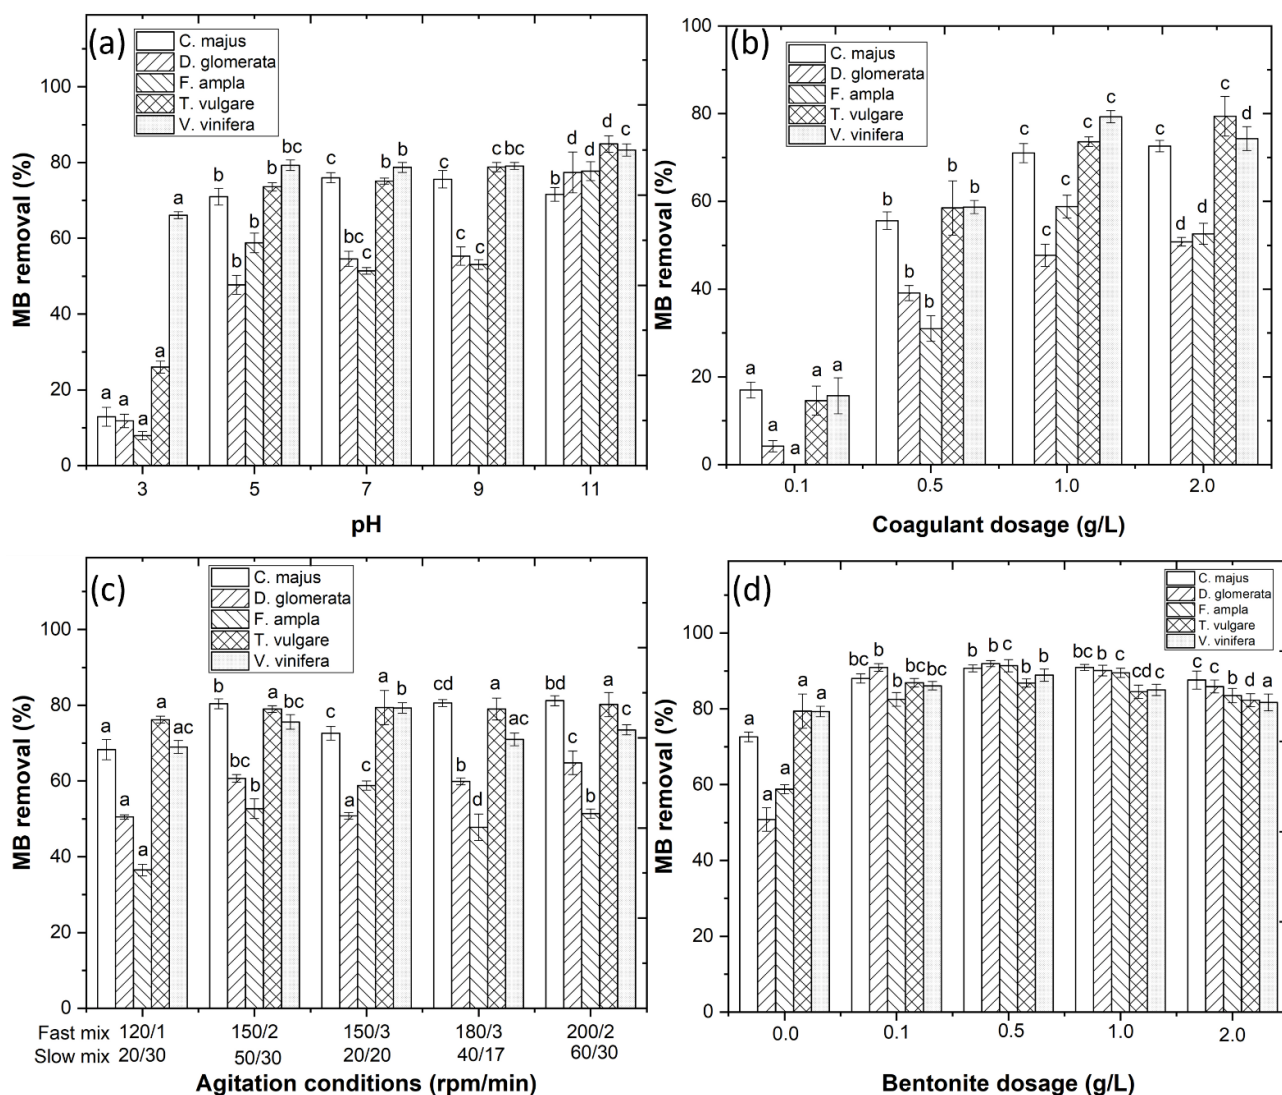 (a)
C. majus
D. glomerata
F. ampla
T. vulgare
V. vinifera
MB removal (%)
100
80
60
40
20
0
a a a a a
b b b b bc
c bc c b b
c c c c bc
b d d d c
3 5 7 9 11
pH
(b)
C. majus
D. glomerata
F. ampla
T. vulgare
V. vinifera
MB removal (%)
100
80
60
40
20
0
a a a a a
b b b b b
c c c c c
c d d c d
0.1 0.5 1.0 2.0
Coagulant dosage (g/L)
(c)
C. majus
D. glomerata
F. ampla
T. vulgare
V. vinifera
MB removal (%)
100
80
60
40
20
0
a a a a ac
b bc b a bc
c a c a b
cd b d a ac
bd c b a c
Fast mix 120/1 150/2 150/3 180/3 200/2
Slow mix 20/30 50/30 20/20 40/17 60/30
Agitation conditions (rpm/min)
(d)
C. majus
D. glomerata
F. ampla
T. vulgare
V. vinifera
MB removal (%)
100
80
60
40
20
0
a a a a a
bc b b bc bc
b b c b b
bc b c cd bc
c c b d a
0.0 0.1 0.5 1.0 2.0
Bentonite dosage (g/L)